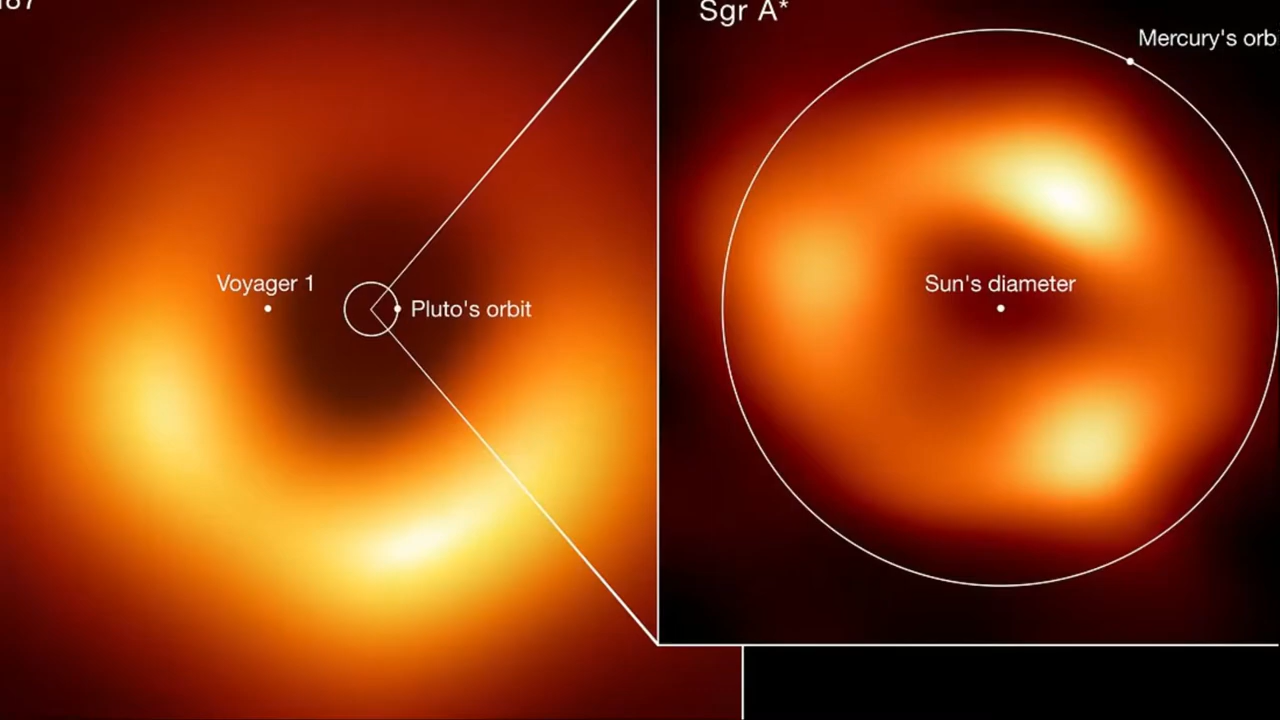 Sgr A*
Mercury's orb
Voyager 1
Pluto's orbit
Sun's diameter